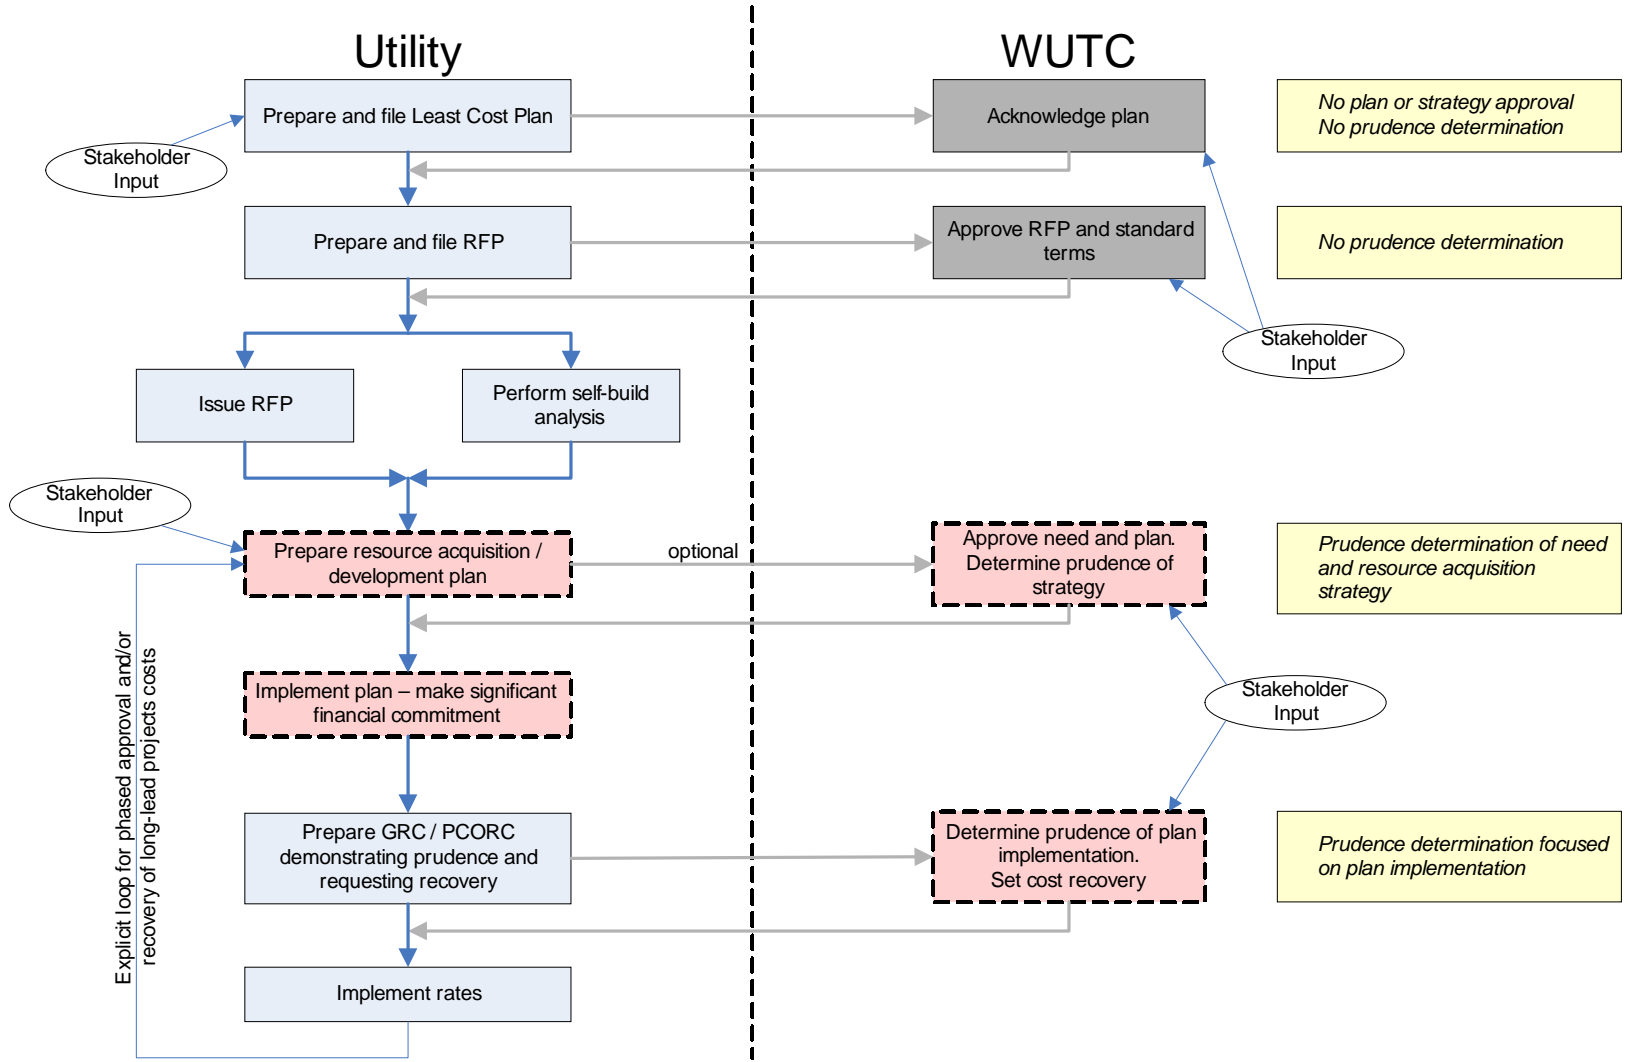 Utility
WUTC
Prepare and file Least Cost Plan
Acknowledge plan
No plan or strategy approval
No prudence determination
Stakeholder
Input
Prepare and file RFP
Approve RFP and standard
terms
No prudence determination
Stakeholder
Input
Issue RFP
Perform self-build
analysis
Stakeholder
Input
Prepare resource acquisition /
development plan
optional
Approve need and plan.
Determine prudence of
strategy
Prudence determination of need
and resource acquisition
strategy
Explicit loop for phased approval and/or
recovery of long-lead projects costs
Implement plan – make significant
financial commitment
Stakeholder
Input
Prepare GRC / PCORC
demonstrating prudence and
requesting recovery
Determine prudence of plan
implementation.
Set cost recovery
Prudence determination focused
on plan implementation
Implement rates